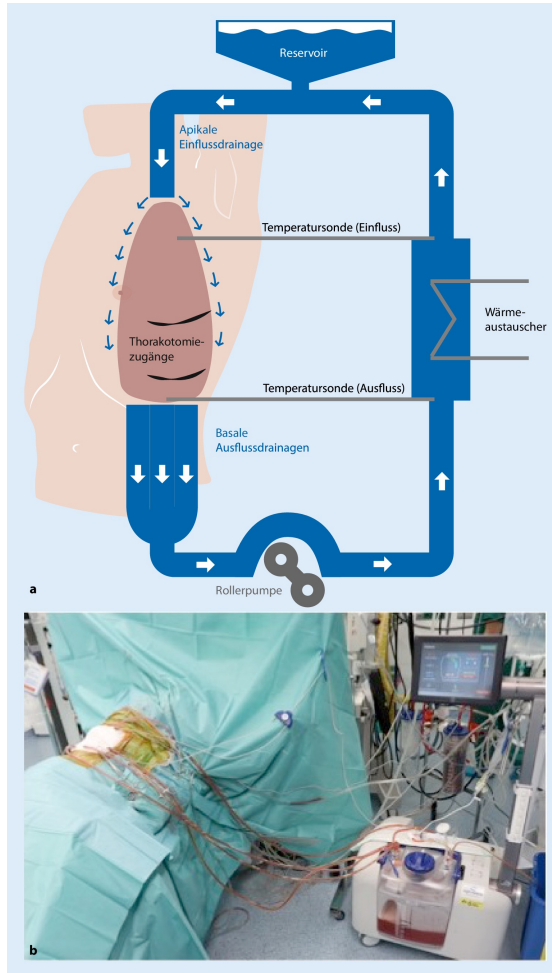 Reservoir
Apikale
Einflussdrainage
Temperatursonde (Einfluss)
Wärme-
austauscher
Thorakotomie-
zugänge
Temperatursonde (Ausfluss)
Basale
Ausflussdrainagen
Rollerpumpe
a
b